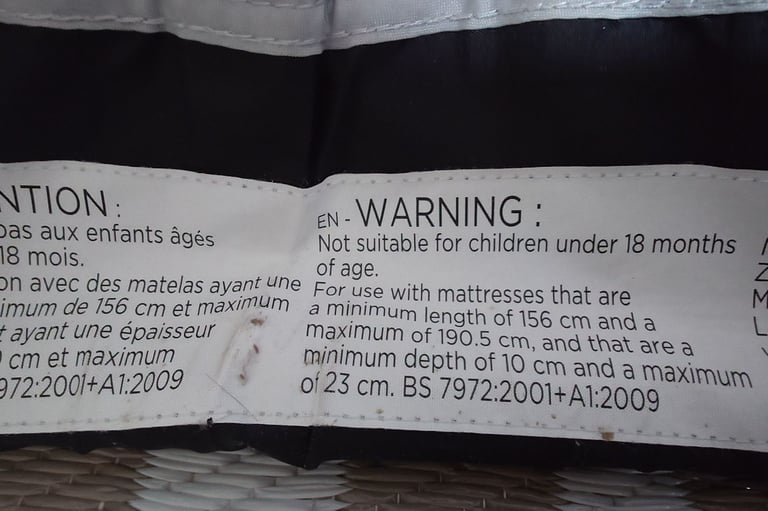 NTION :
pas aux enfants âgés
18 mois.
on avec des matelas ayant une
imum de 156 cm et maximum
t ayant une épaisseur
cm et maximum
972:2001+A1:2009
EN - WARNING :
Not suitable for children under 18 months
of age.
For use with mattresses that are
a minimum length of 156 cm and a
maximum of 190.5 cm, and that are a
minimum depth of 10 cm and a maximum
of 23 cm. BS 7972:2001+A1:2009